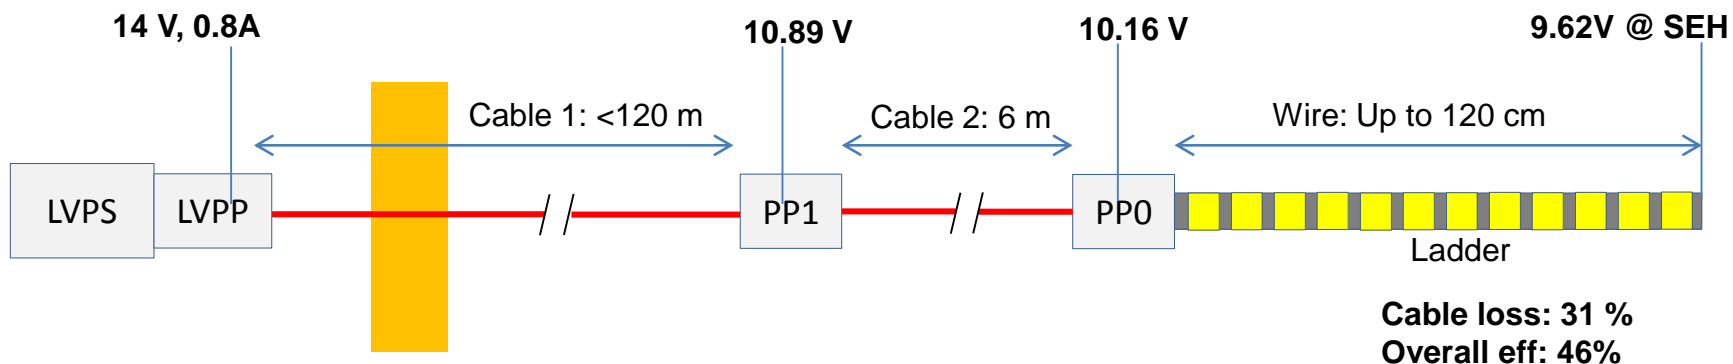 14 V, 0.8A
10.89 V
10.16 V
9.62V @ SEH
Cable 1: <120 m
Cable 2: 6 m
Wire: Up to 120 cm
LVPS
LVPP
PP1
PP0
Ladder
Cable loss: 31 %
Overall eff: 46%